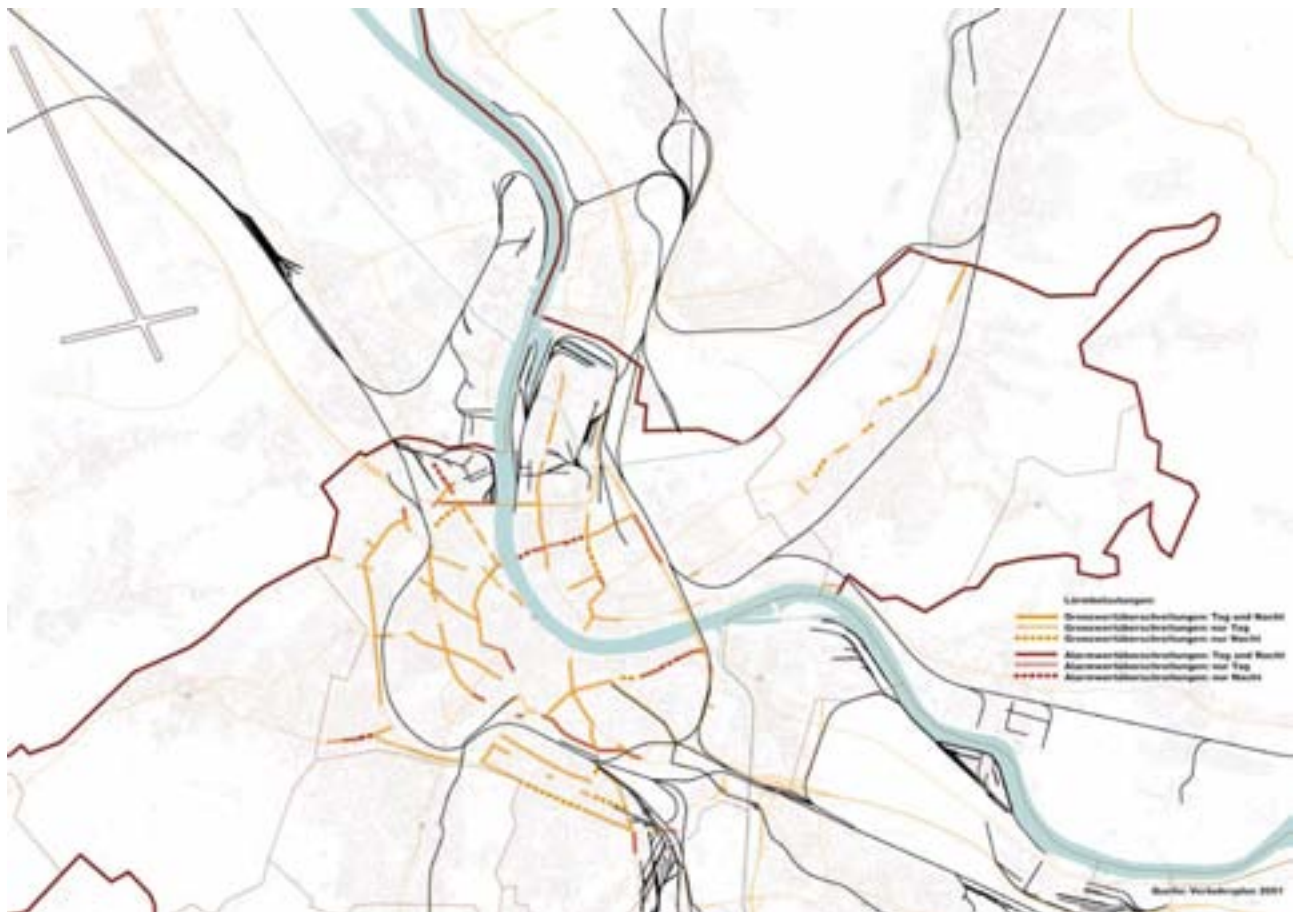 Lärmbelastungen:
Grenzwertüberschreitungen: Tag und Nacht
Grenzwertüberschreitungen: nur Tag
Grenzwertüberschreitungen: nur Nacht
Alarmwertüberschreitungen: Tag und Nacht
Alarmwertüberschreitungen: nur Tag
Alarmwertüberschreitungen: nur Nacht
Quelle: Verkehrsplan 2001